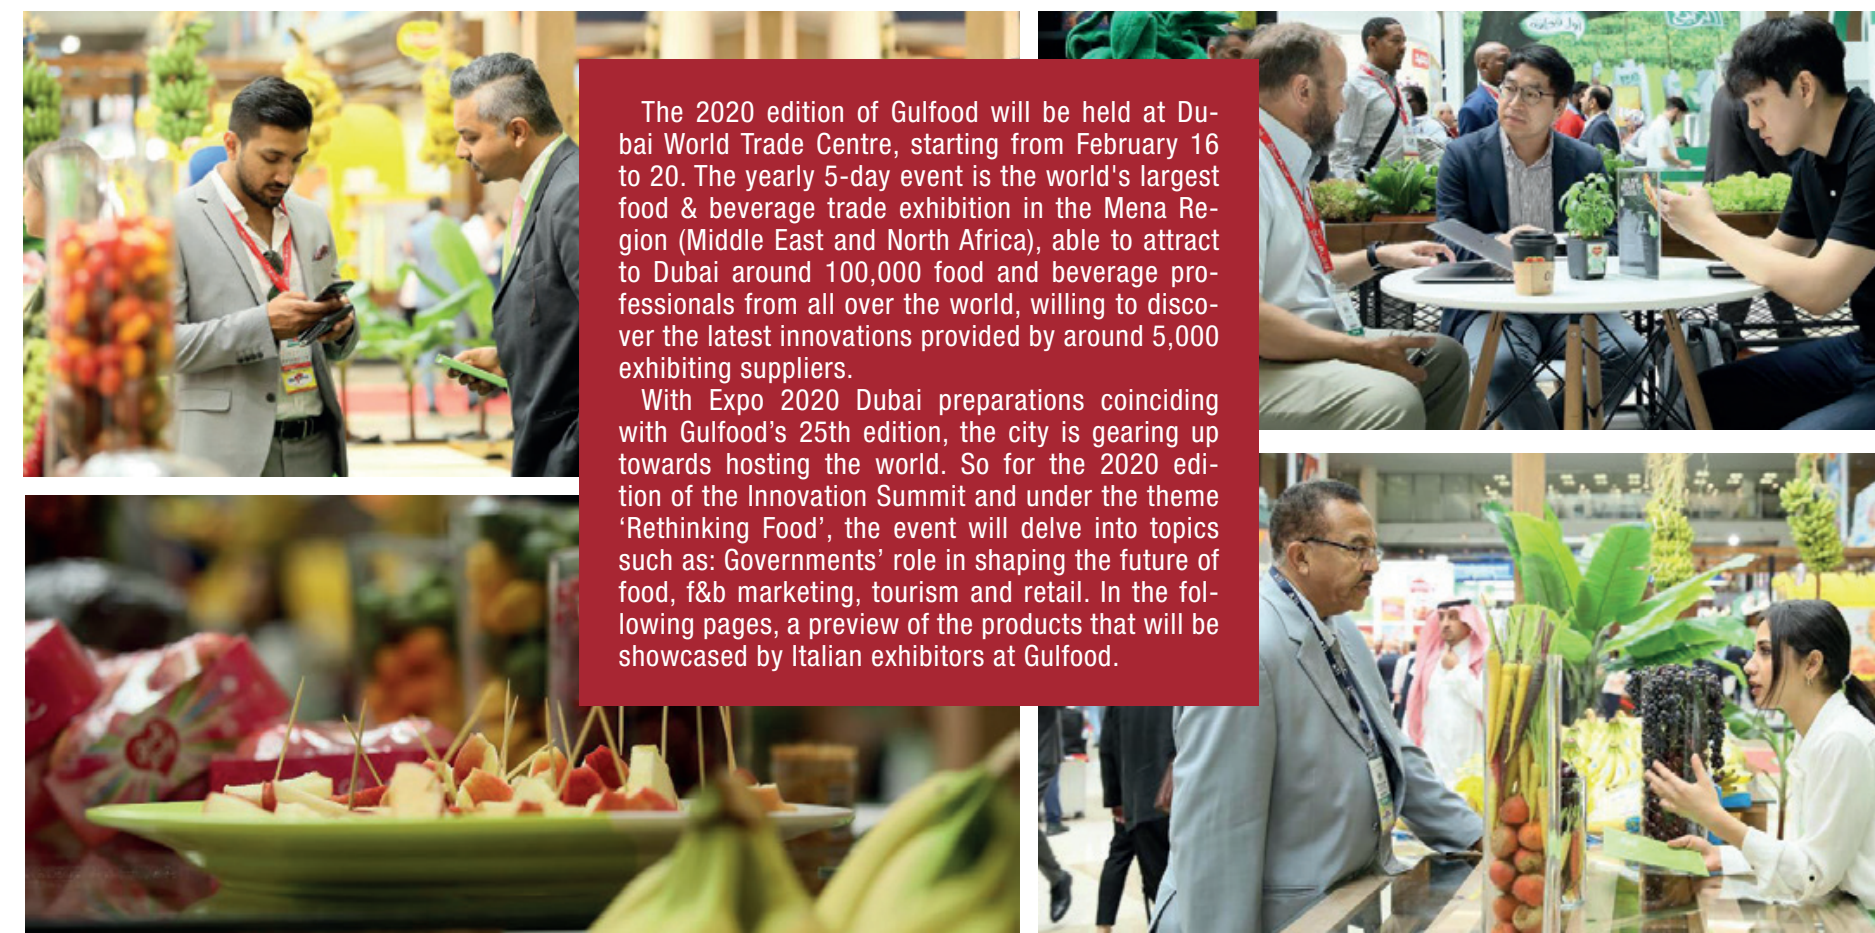 The 2020 edition of Gulfood will be held at Du-
bai World Trade Centre, starting from February 16
to 20. The yearly 5-day event is the world's largest
food & beverage trade exhibition in the Mena Re-
gion (Middle East and North Africa), able to attract
to Dubai around 100,000 food and beverage pro-
fessionals from all over the world, willing to disco-
ver the latest innovations provided by around 5,000
exhibiting suppliers.
With Expo 2020 Dubai preparations coinciding
with Gulfood’s 25th edition, the city is gearing up
towards hosting the world. So for the 2020 edi-
tion of the Innovation Summit and under the theme
‘Rethinking Food’, the event will delve into topics
such as: Governments’ role in shaping the future of
food, f&b marketing, tourism and retail. In the fol-
lowing pages, a preview of the products that will be
showcased by Italian exhibitors at Gulfood.